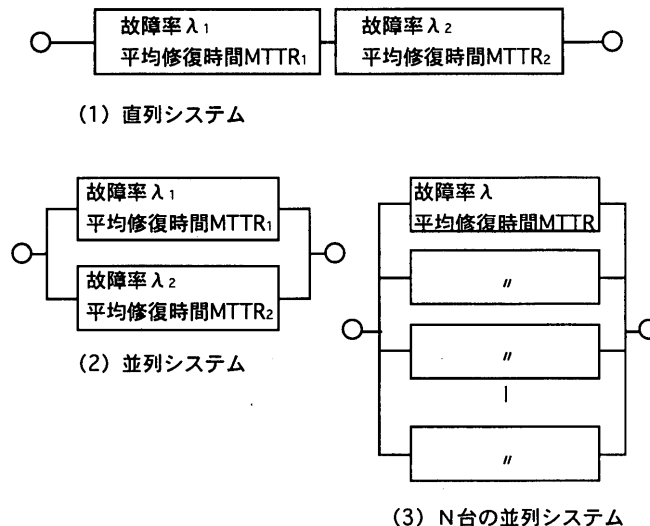 故障率λ1
平均修復時間MTTR1
故障率λ2
平均修復時間MTTR2
(1) 直列システム
故障率λ1
平均修復時間MTTR1
故障率λ2
平均修復時間MTTR2
(2) 並列システム
故障率λ
平均修復時間MTTR
〃
〃
〃
(3) N台の並列システム